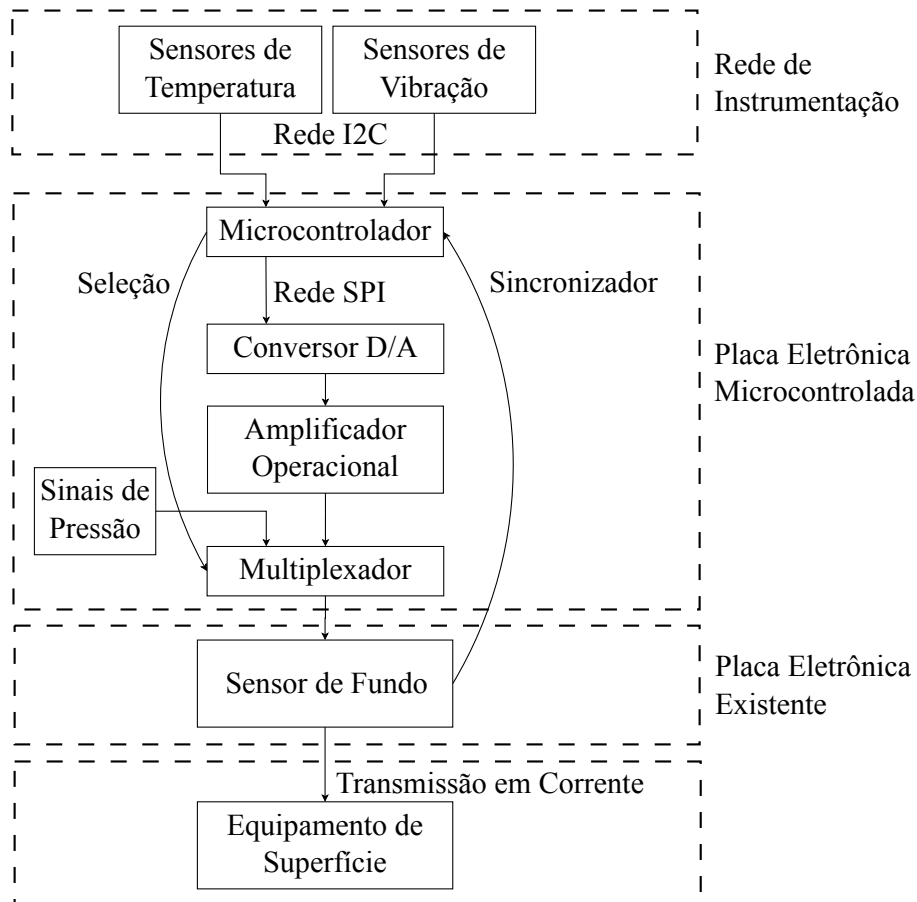 Sensores de
Temperatura
Sensores de
Vibração
Rede de
Instrumentação
Rede I2C
Microcontrolador
Seleção
Rede SPI
Sincronizador
Conversor D/A
Placa Eletrônica
Microcontrolada
Amplificador
Operacional
Sinais de
Pressão
Multiplexador
Sensor de Fundo
Placa Eletrônica
Existente
Transmissão em Corrente
Equipamento de
Superfície